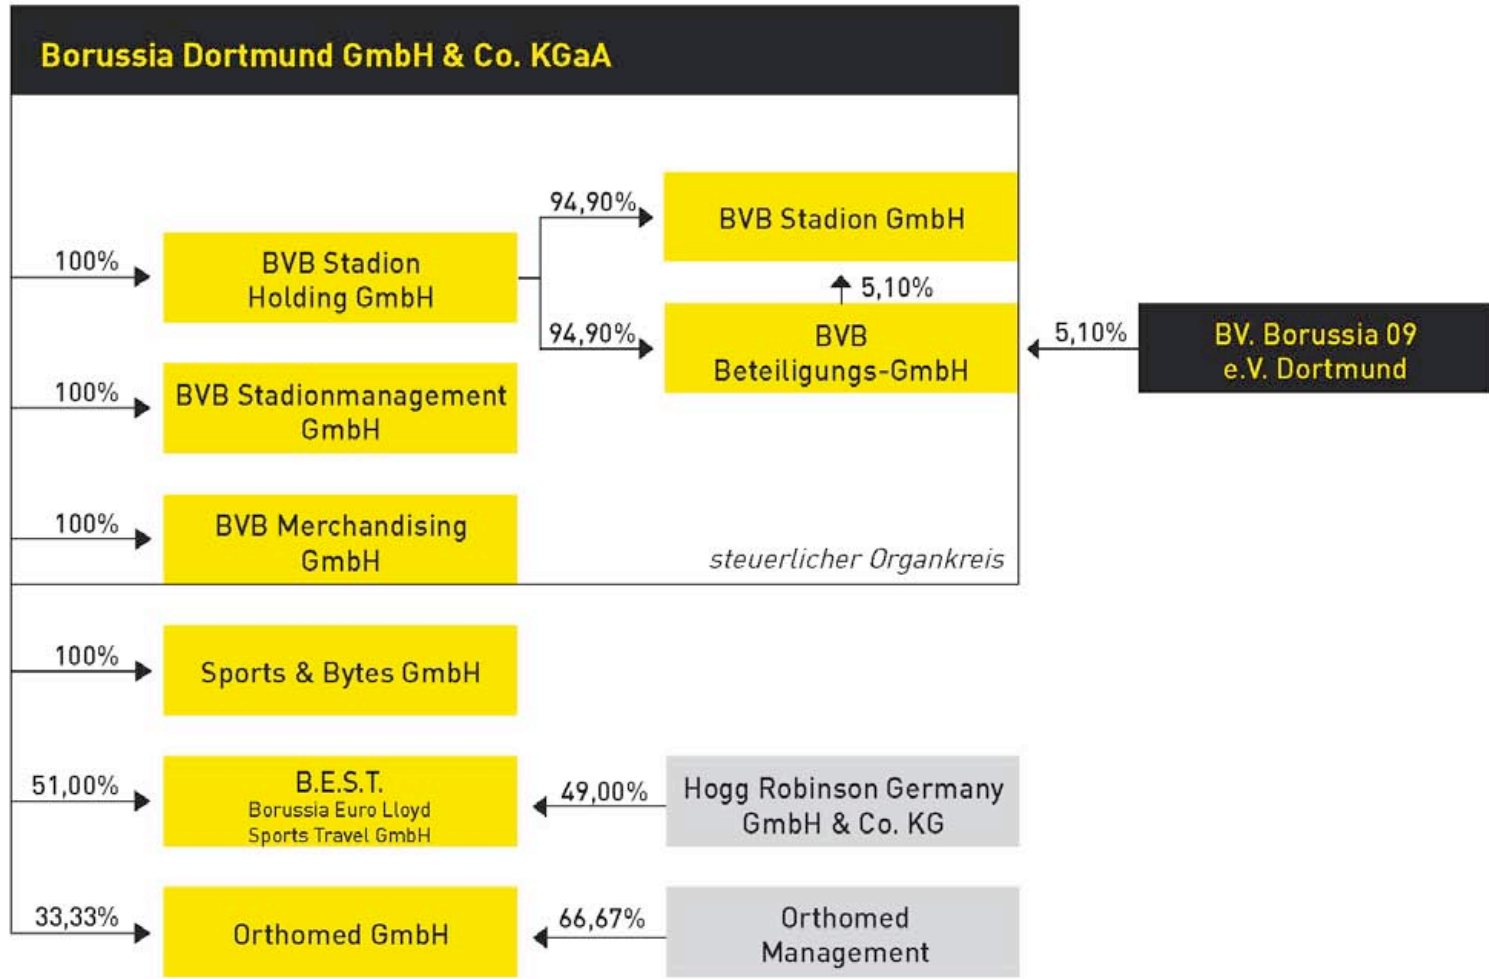 Borussia Dortmund GmbH & Co. KGaA
94,90%
BVB Stadion GmbH
100%
BVB Stadion
Holding GmbH
5,10%
94,90%
BVB
Beteiligungs-GmbH
5,10%
BV. Borussia 09
e.V. Dortmund
100%
BVB Stadionmanagement
GmbH
100%
BVB Merchandising
GmbH
steuerlicher Organkreis
100%
Sports & Bytes GmbH
51,00%
B.E.S.T.
Borussia Euro Lloyd
Sports Travel GmbH
49,00%
Hogg Robinson Germany
GmbH & Co. KG
33,33%
Orthomed GmbH
66,67%
Orthomed
Management